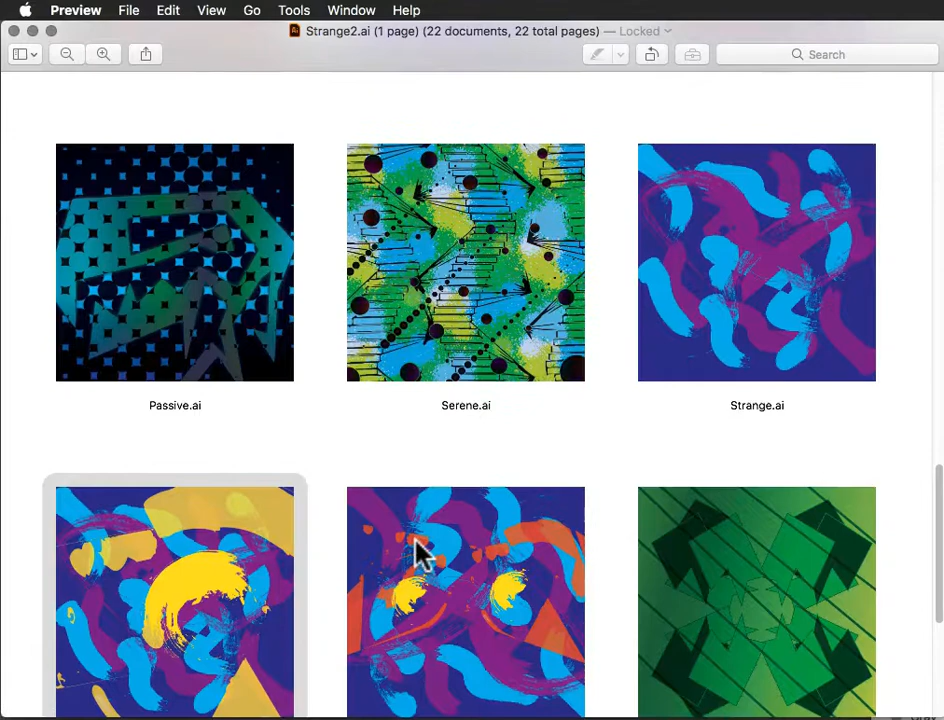 Preview File Edit View Go Tools Window Help
Strange2.ai (1 page) (22 documents, 22 total pages) — Locked
Search
Passive.ai
Serene.ai
Strange.ai